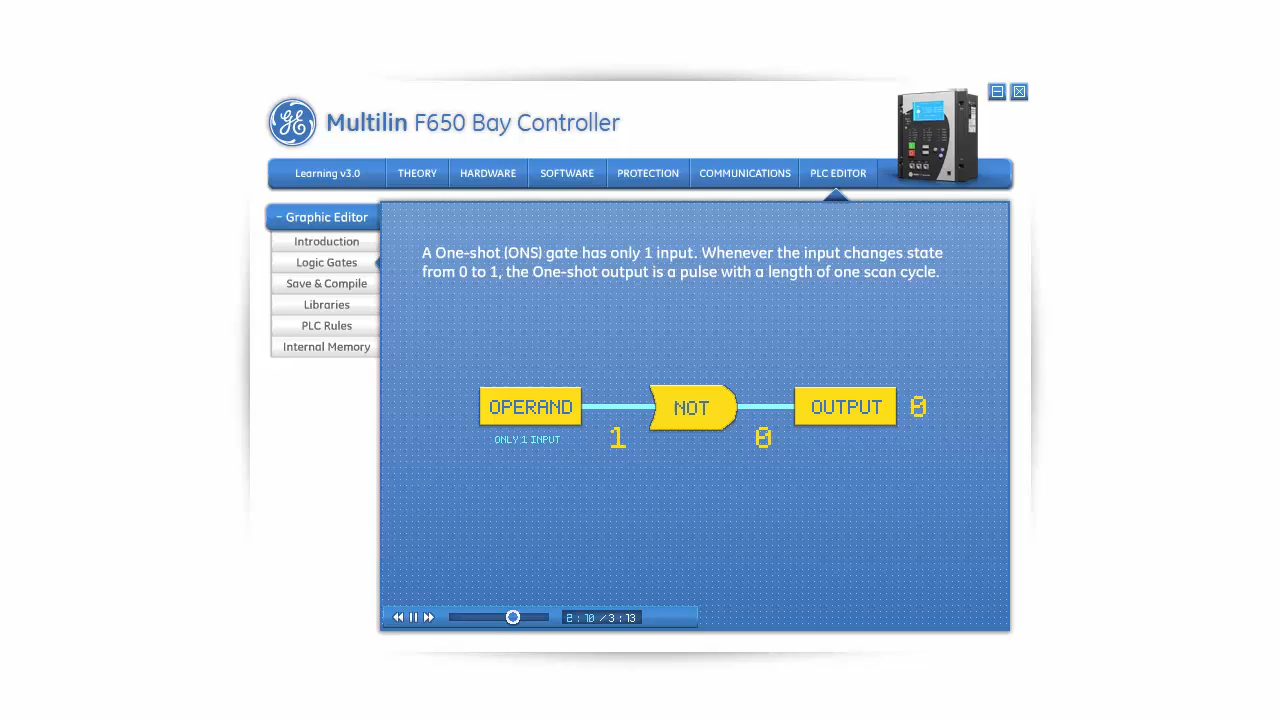 Multilin F650 Bay Controller
Learning v3.0 THEORY HARDWARE SOFTWARE PROTECTION COMMUNICATIONS PLC EDITOR
– Graphic Editor
Introduction
Logic Gates
Save & Compile
Libraries
PLC Rules
Internal Memory
A One-shot (ONS) gate has only 1 input. Whenever the input changes state
from 0 to 1, the One-shot output is a pulse with a length of one scan cycle.
OPERAND NOT OUTPUT 0
ONLY 1 INPUT 1 0
2:10 / 3:13